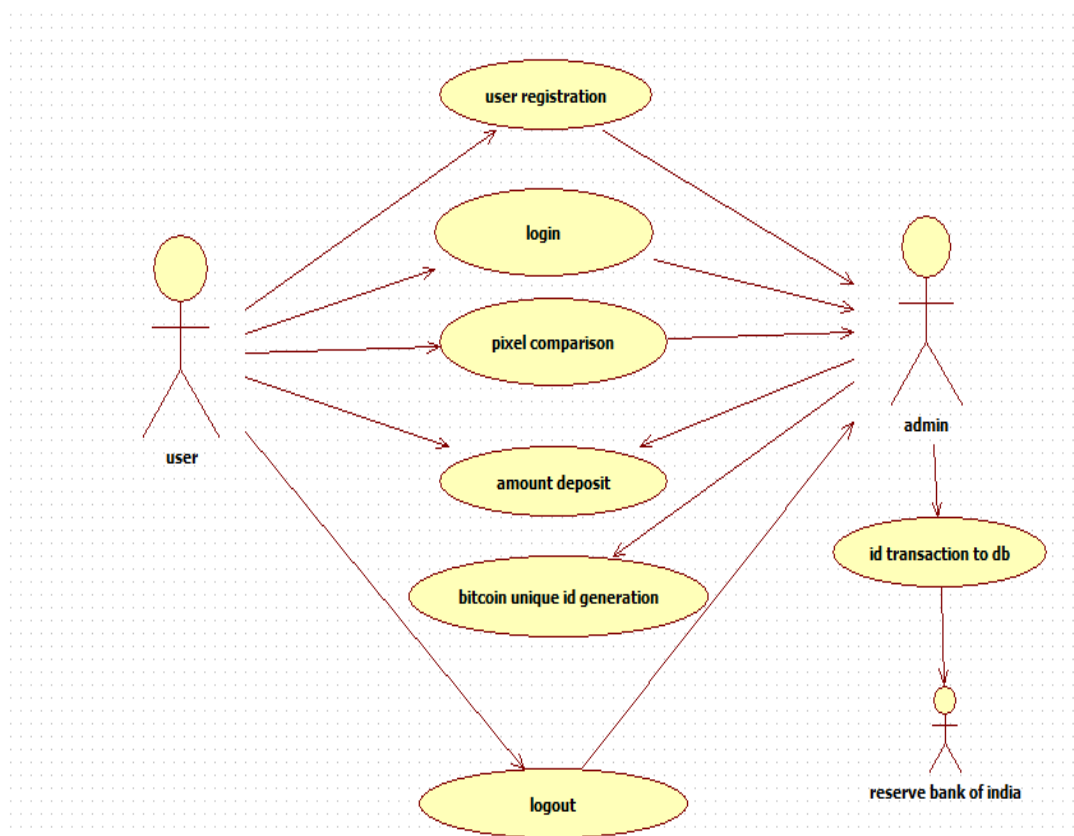 user registration
login
pixel comparison
admin
user
amount deposit
id transaction to db
bitcoin unique id generation
reserve bank of india
logout